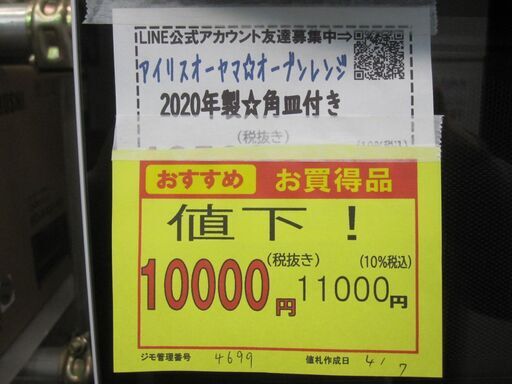 LINE公式アカウント友達募集中⇒
アイリスオーヤマ☆オーブンレンジ
2020年製☆角皿付き
(税抜き)
おすすめ お買得品
値下！
(税抜き) (10%税込)
10000円 11000円
ジモ管理番号 4699 値札作成日 4/7